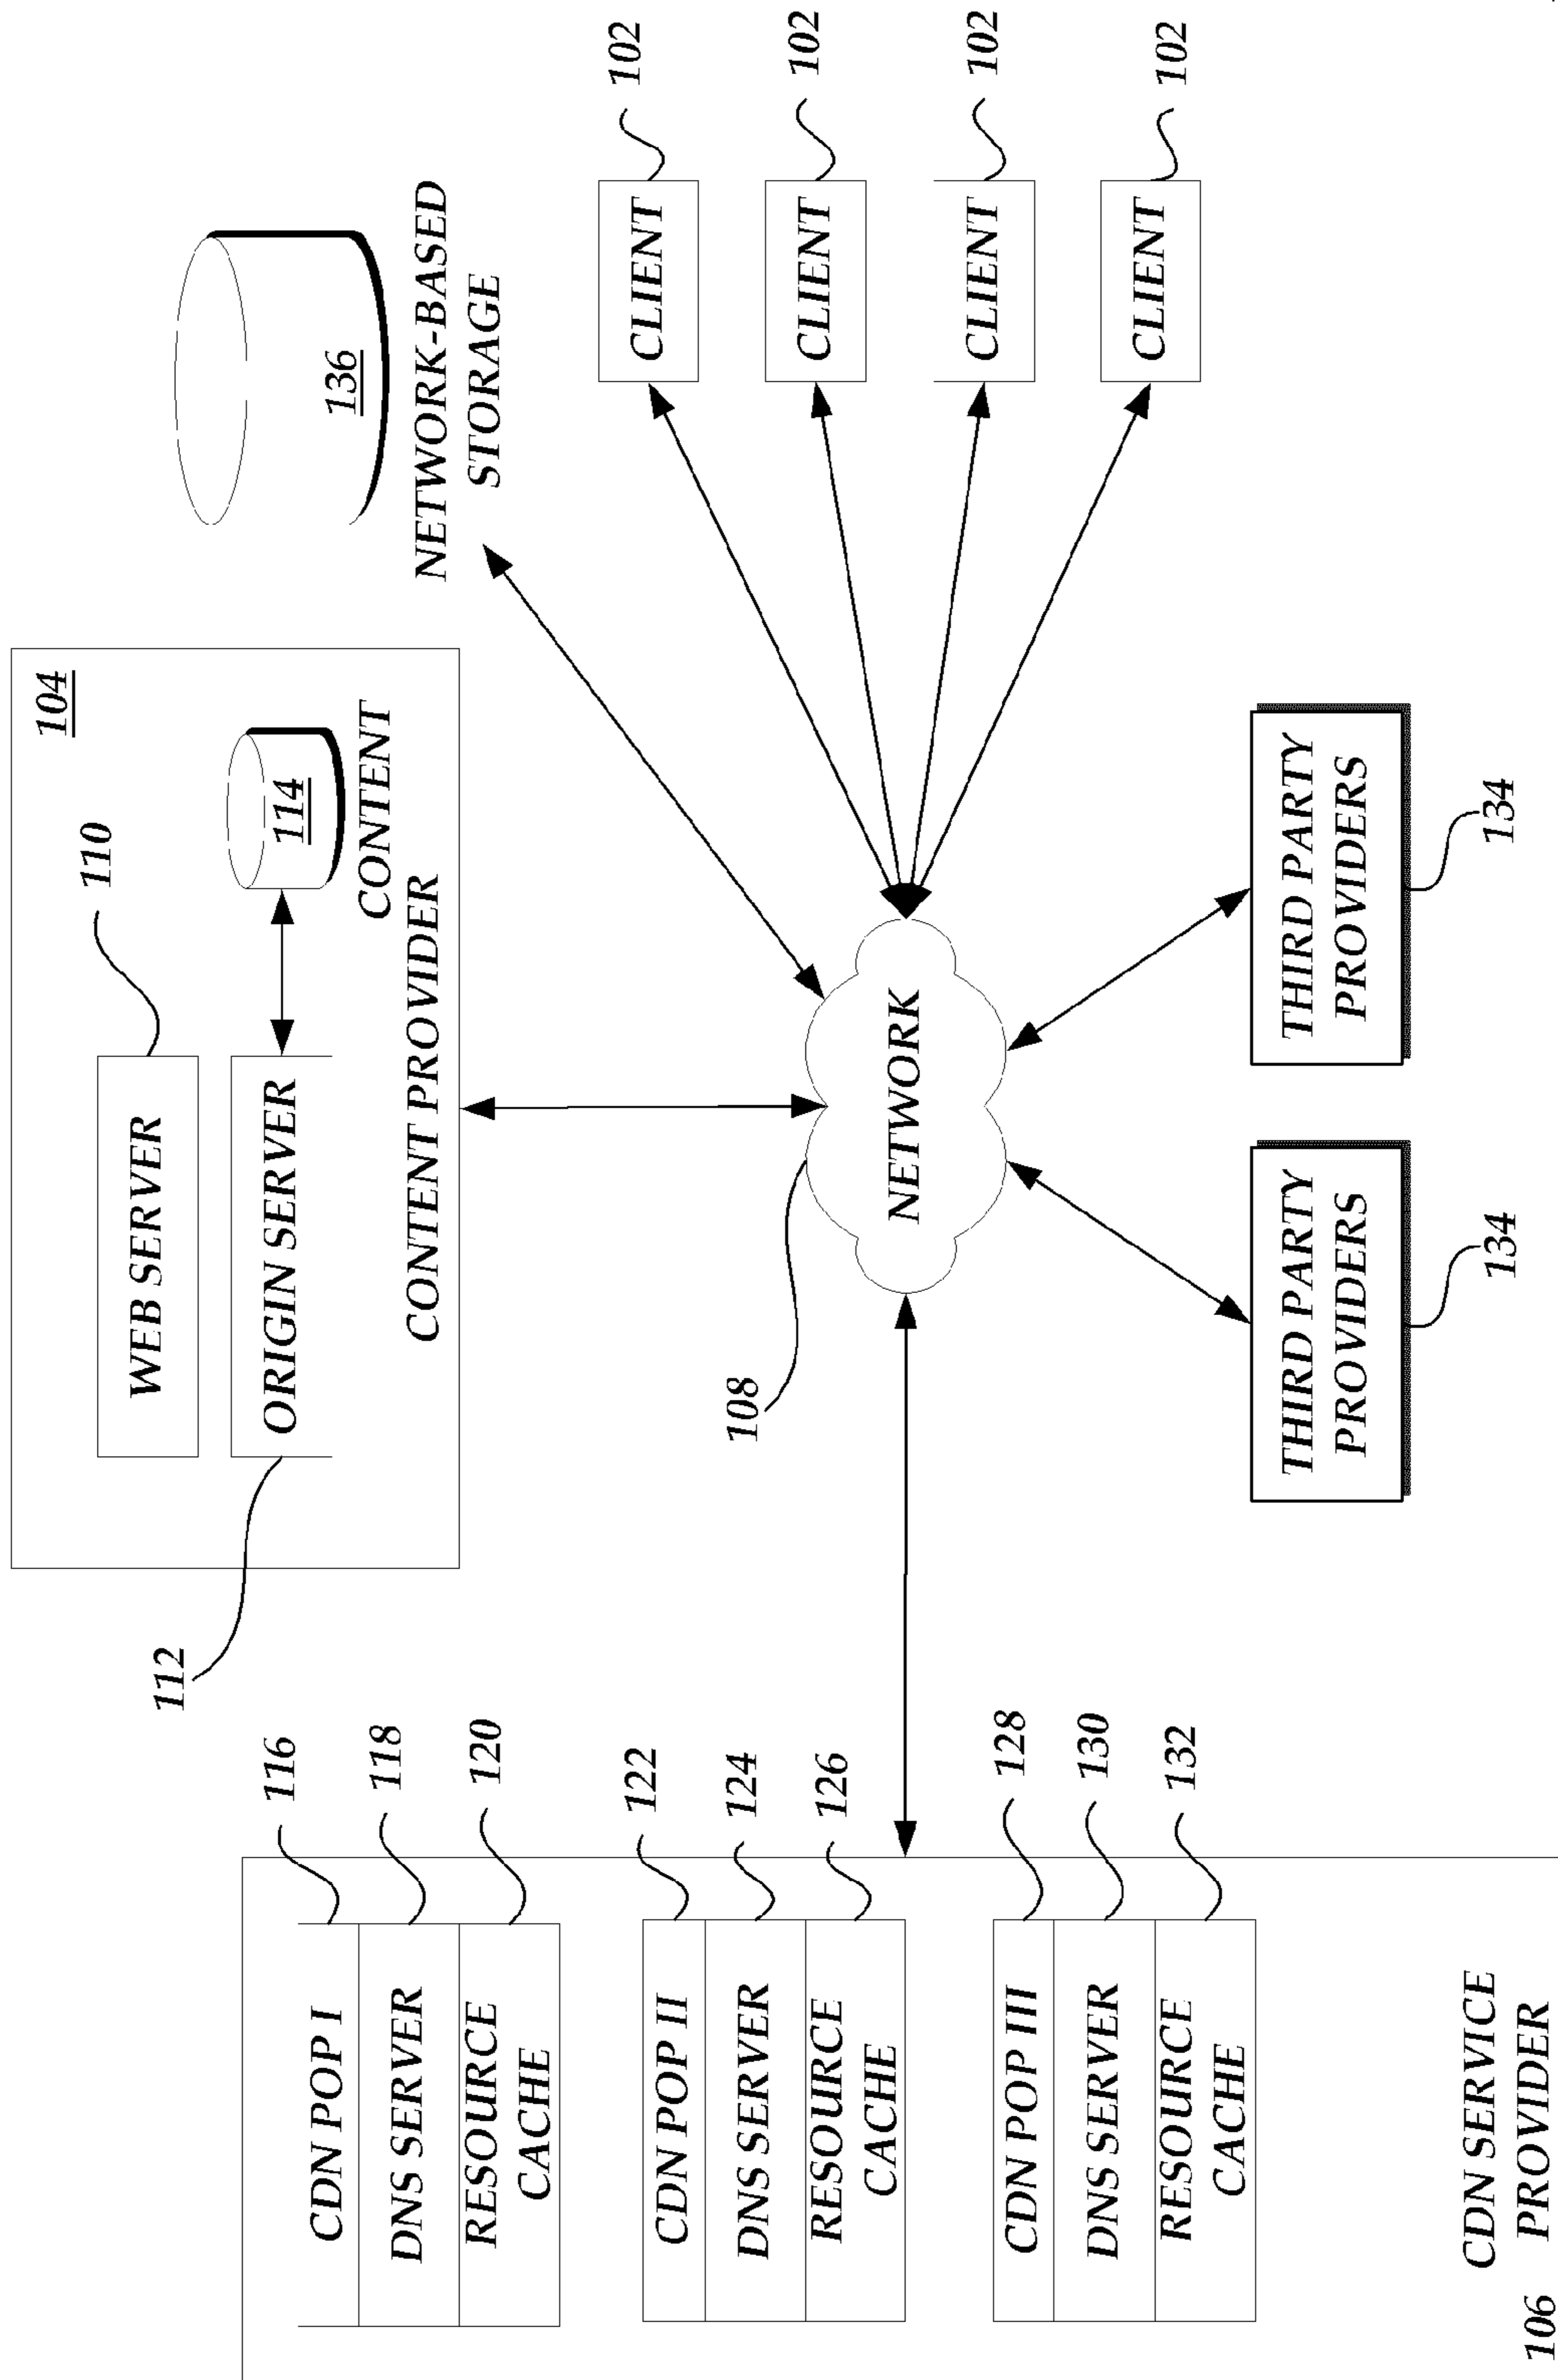 104
WEB SERVER
110
ORIGIN SERVER
112
114
CONTENT
CONTENT PROVIDER
136
NETWORK-BASED
STORAGE
116
CDN POP I
118
DNS SERVER
120
RESOURCE
CACHE
122
CDN POP II
124
DNS SERVER
126
RESOURCE
CACHE
128
CDN POP III
130
DNS SERVER
132
RESOURCE
CACHE
CDN SERVICE
106 PROVIDER
108
NETWORK
CLIENT
102
CLIENT
102
CLIENT
102
CLIENT
102
THIRD PARTY
PROVIDERS
134
THIRD PARTY
PROVIDERS
134